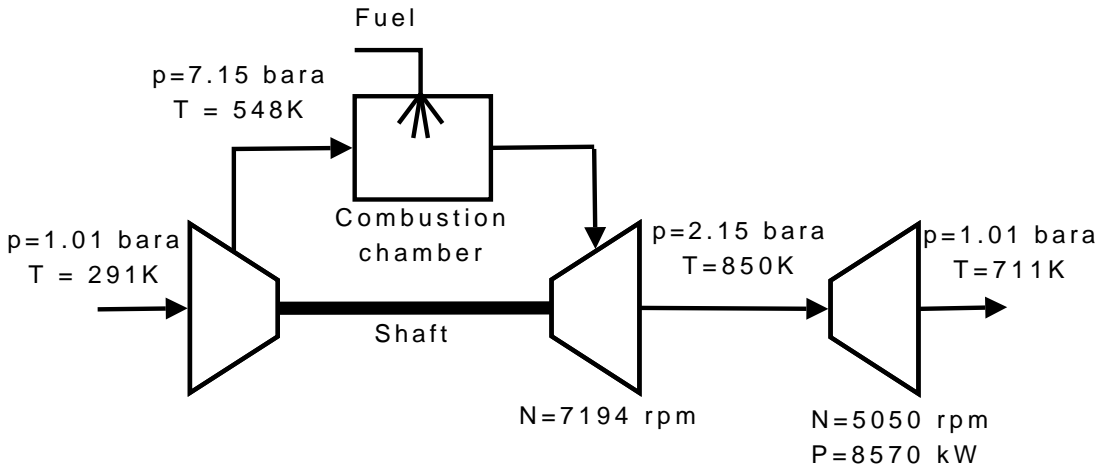 Fuel
p=7.15 bara
T = 548K
Combustion
chamber
p=1.01 bara
T = 291K
p=2.15 bara
T=850K
p=1.01 bara
T=711K
Shaft
N=7194 rpm
N=5050 rpm
P=8570 kW